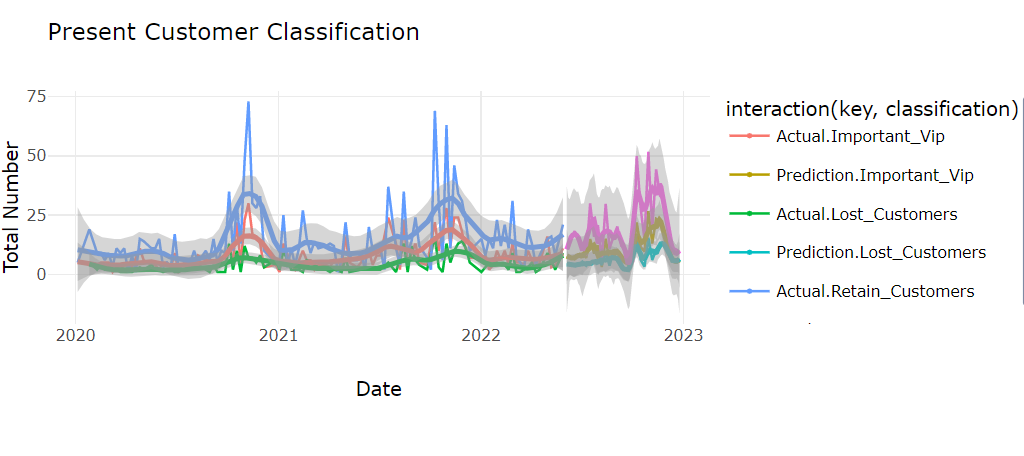 Present Customer Classification
Total Number
75
50
25
0
2020 2021 2022 2023
Date
interaction(key, classification)
Actual.Important_Vip
Prediction.Important_Vip
Actual.Lost_Customers
Prediction.Lost_Customers
Actual.Retain_Customers